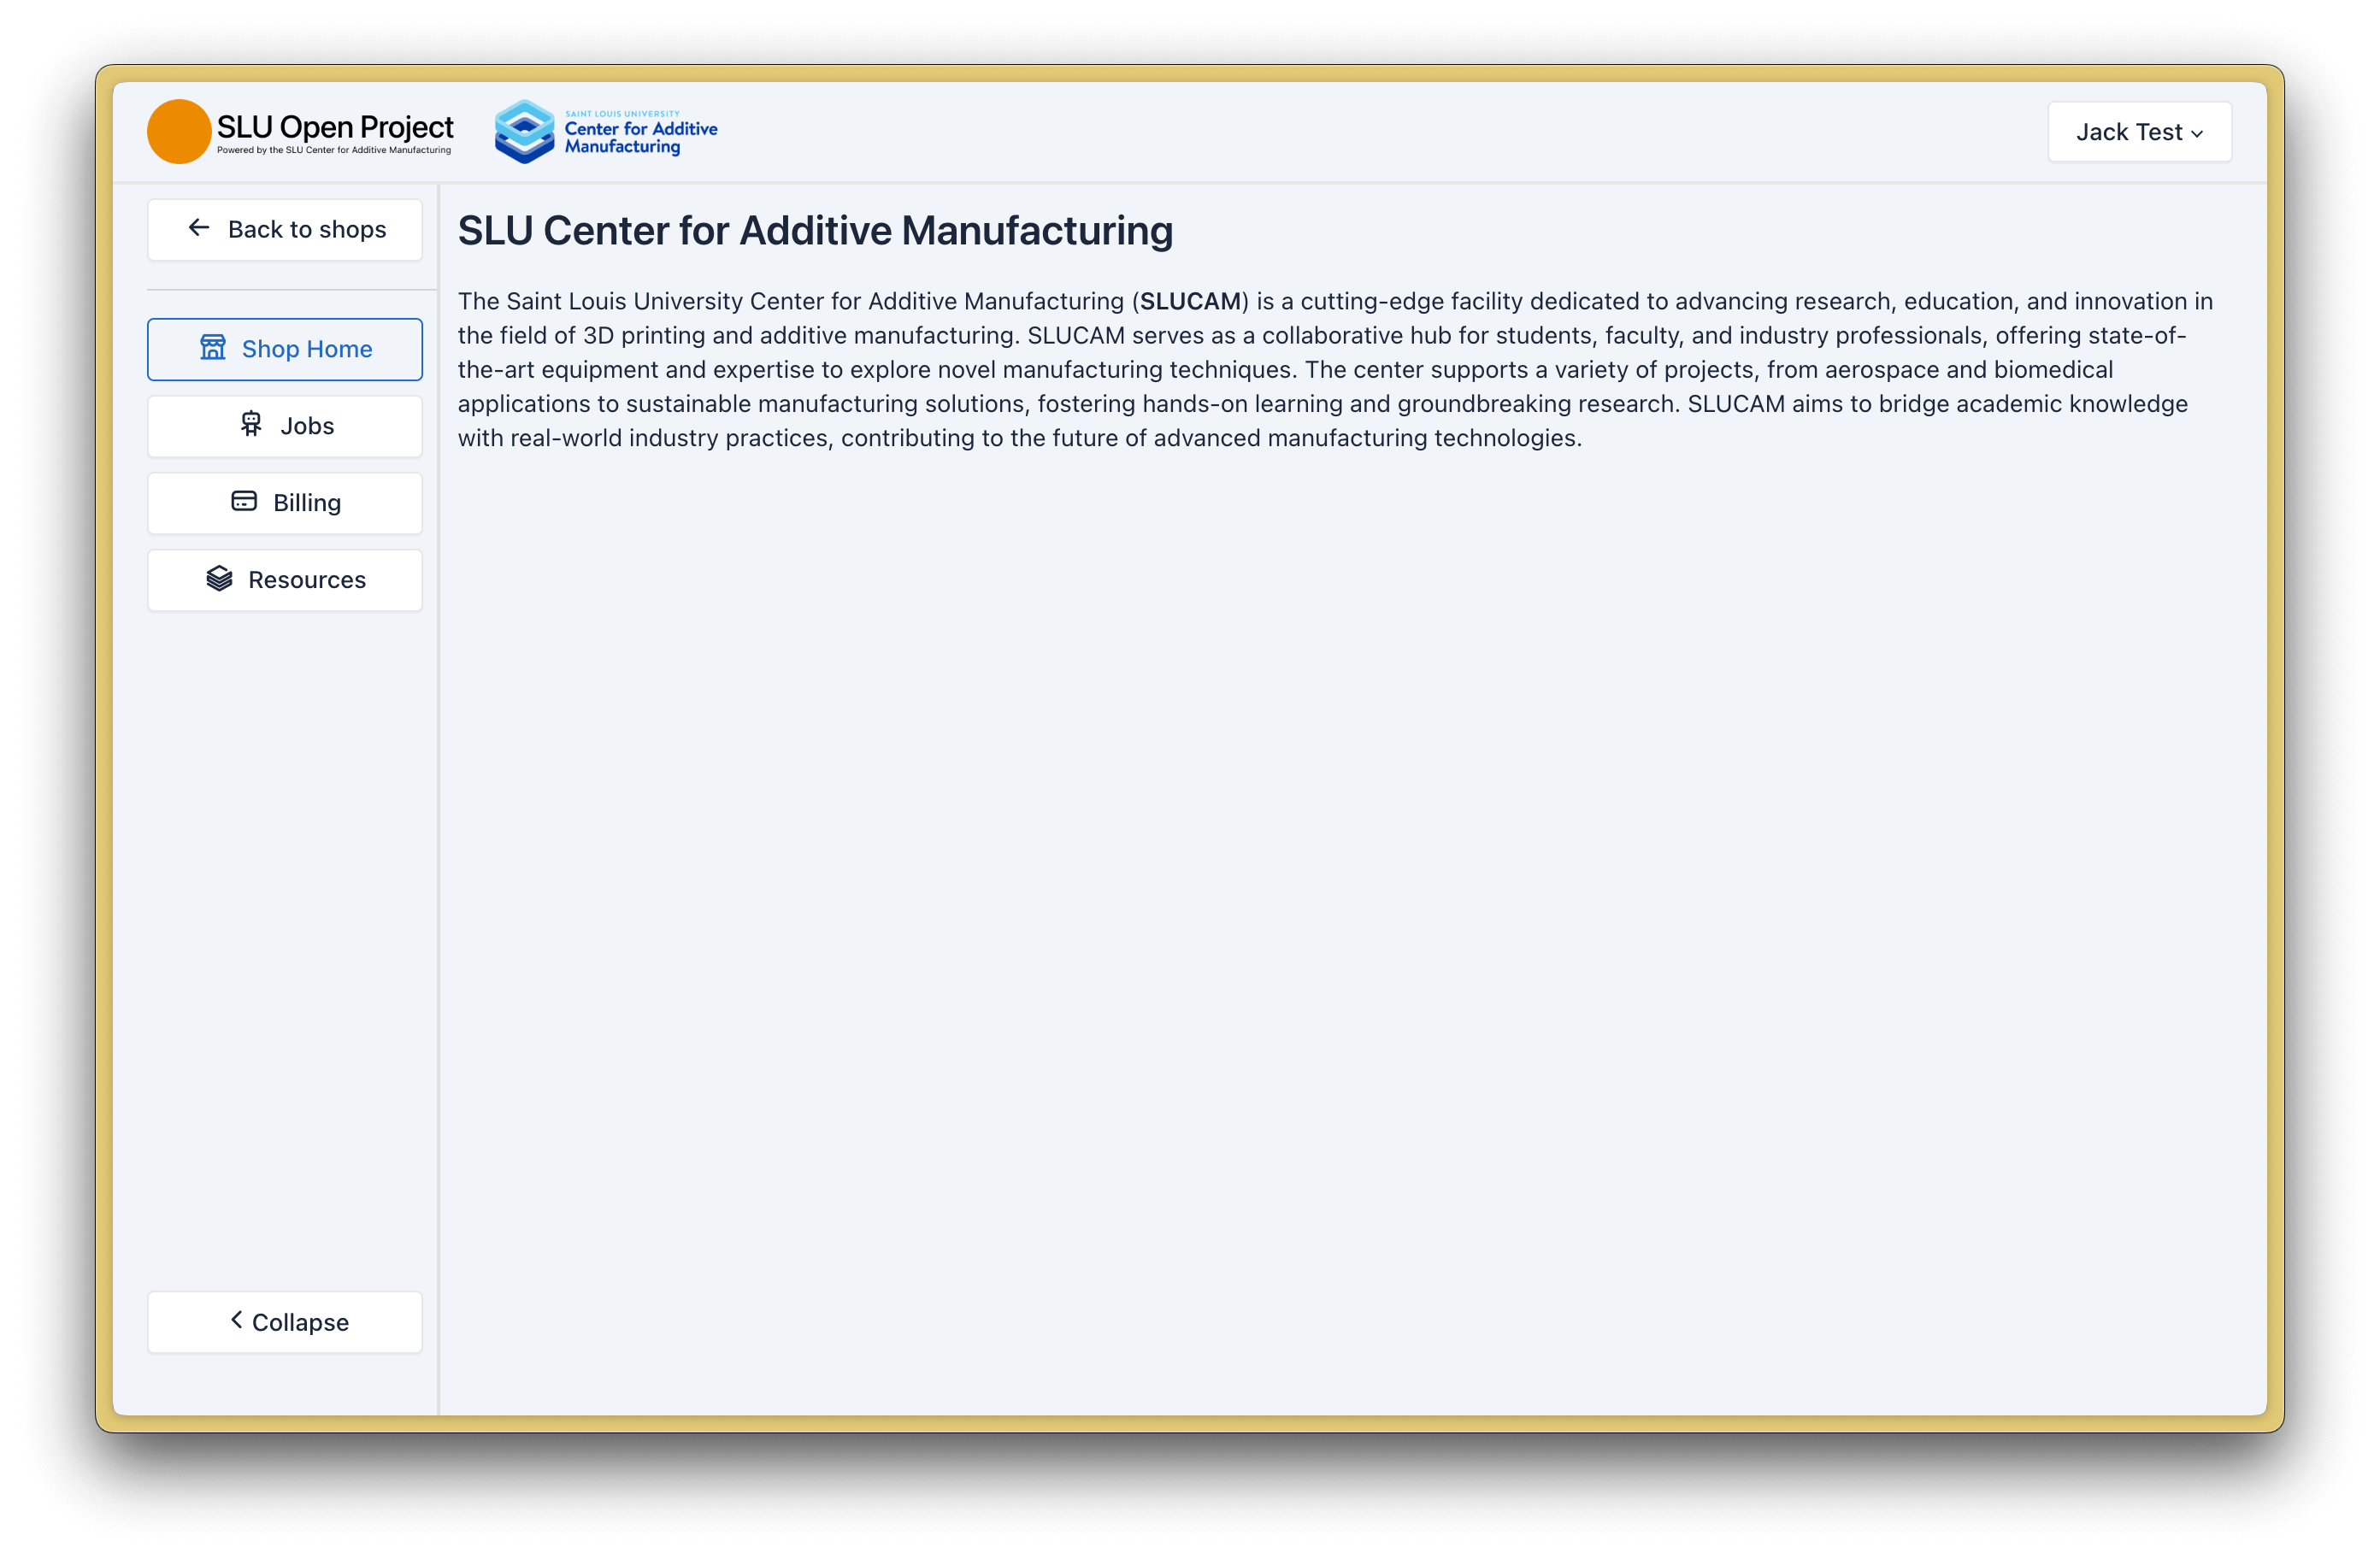 SLU Open Project
Powered by the SLU Center for Additive Manufacturing
SAINT LOUIS UNIVERSITY
Center for Additive
Manufacturing
Jack Test
Back to shops
Shop Home
Jobs
Billing
Resources
Collapse
SLU Center for Additive Manufacturing
The Saint Louis University Center for Additive Manufacturing (SLUCAM) is a cutting-edge facility dedicated to advancing research, education, and innovation in
the field of 3D printing and additive manufacturing. SLUCAM serves as a collaborative hub for students, faculty, and industry professionals, offering state-of-
the-art equipment and expertise to explore novel manufacturing techniques. The center supports a variety of projects, from aerospace and biomedical
applications to sustainable manufacturing solutions, fostering hands-on learning and groundbreaking research. SLUCAM aims to bridge academic knowledge
with real-world industry practices, contributing to the future of advanced manufacturing technologies.